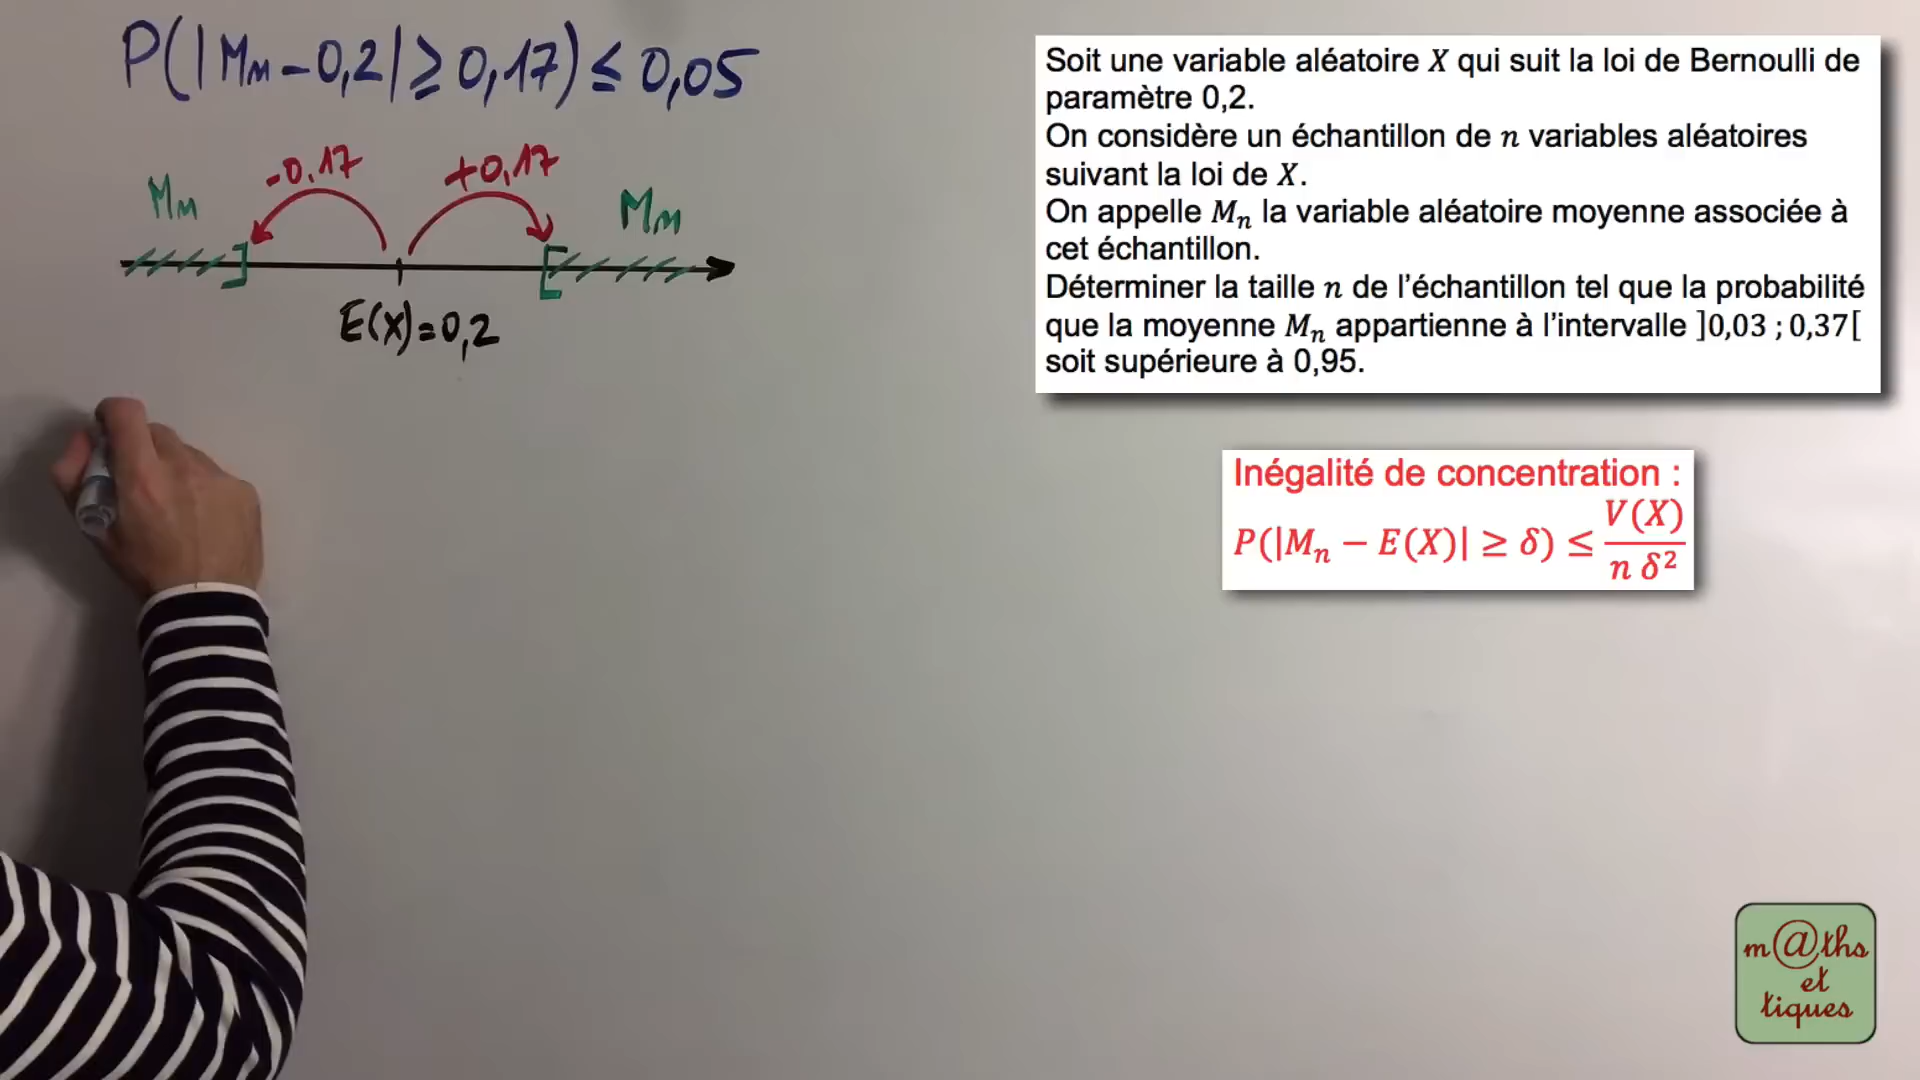 P(|Mn-0,2|≥0,17)≤0,05
-0,17 +0,17
Mn Mn
E(X)=0,2
Soit une variable aléatoire X qui suit la loi de Bernoulli de
paramètre 0,2.
On considère un échantillon de n variables aléatoires
suivant la loi de X.
On appelle Mn la variable aléatoire moyenne associée à
cet échantillon.
Déterminer la taille n de l’échantillon tel que la probabilité
que la moyenne Mn appartienne à l’intervalle ]0,03 ; 0,37[
soit supérieure à 0,95.
Inégalité de concentration :
P(|Mn − E(X)| ≥ δ) ≤ V(X)/(n δ²)
m@ths
et
tiques